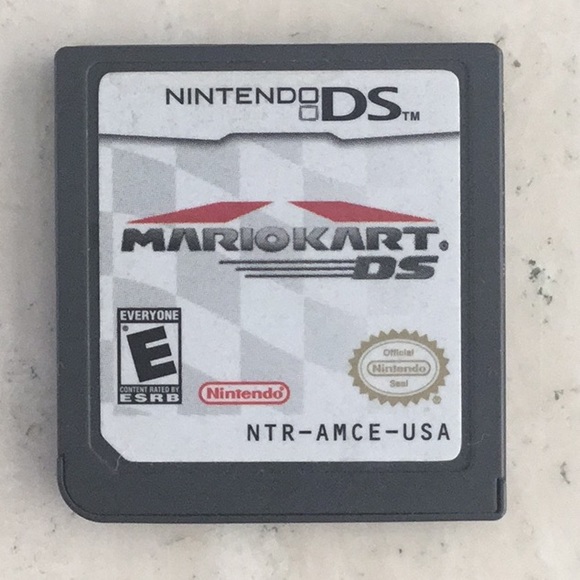 NINTENDO DS™
MARIOKART®
DS
EVERYONE
E
CONTENT RATED BY
ESRB
Nintendo®
Official
Nintendo
Seal
®
NTR-AMCE-USA